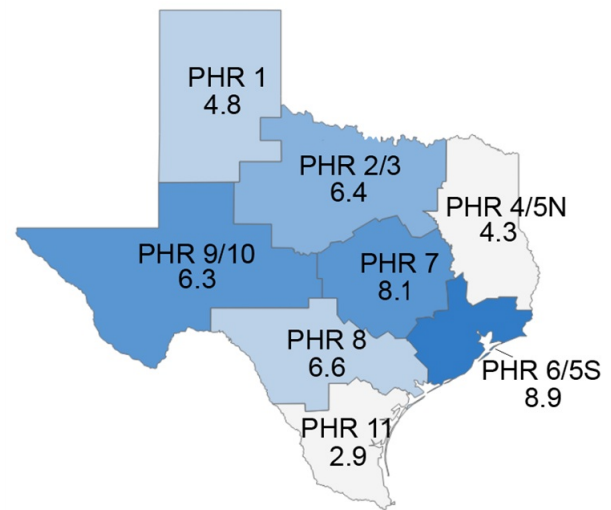 PHR 1
4.8
PHR 2/3
6.4
PHR 4/5N
4.3
PHR 9/10
6.3
PHR 7
8.1
PHR 8
6.6
PHR 6/5S
8.9
PHR 11
2.9